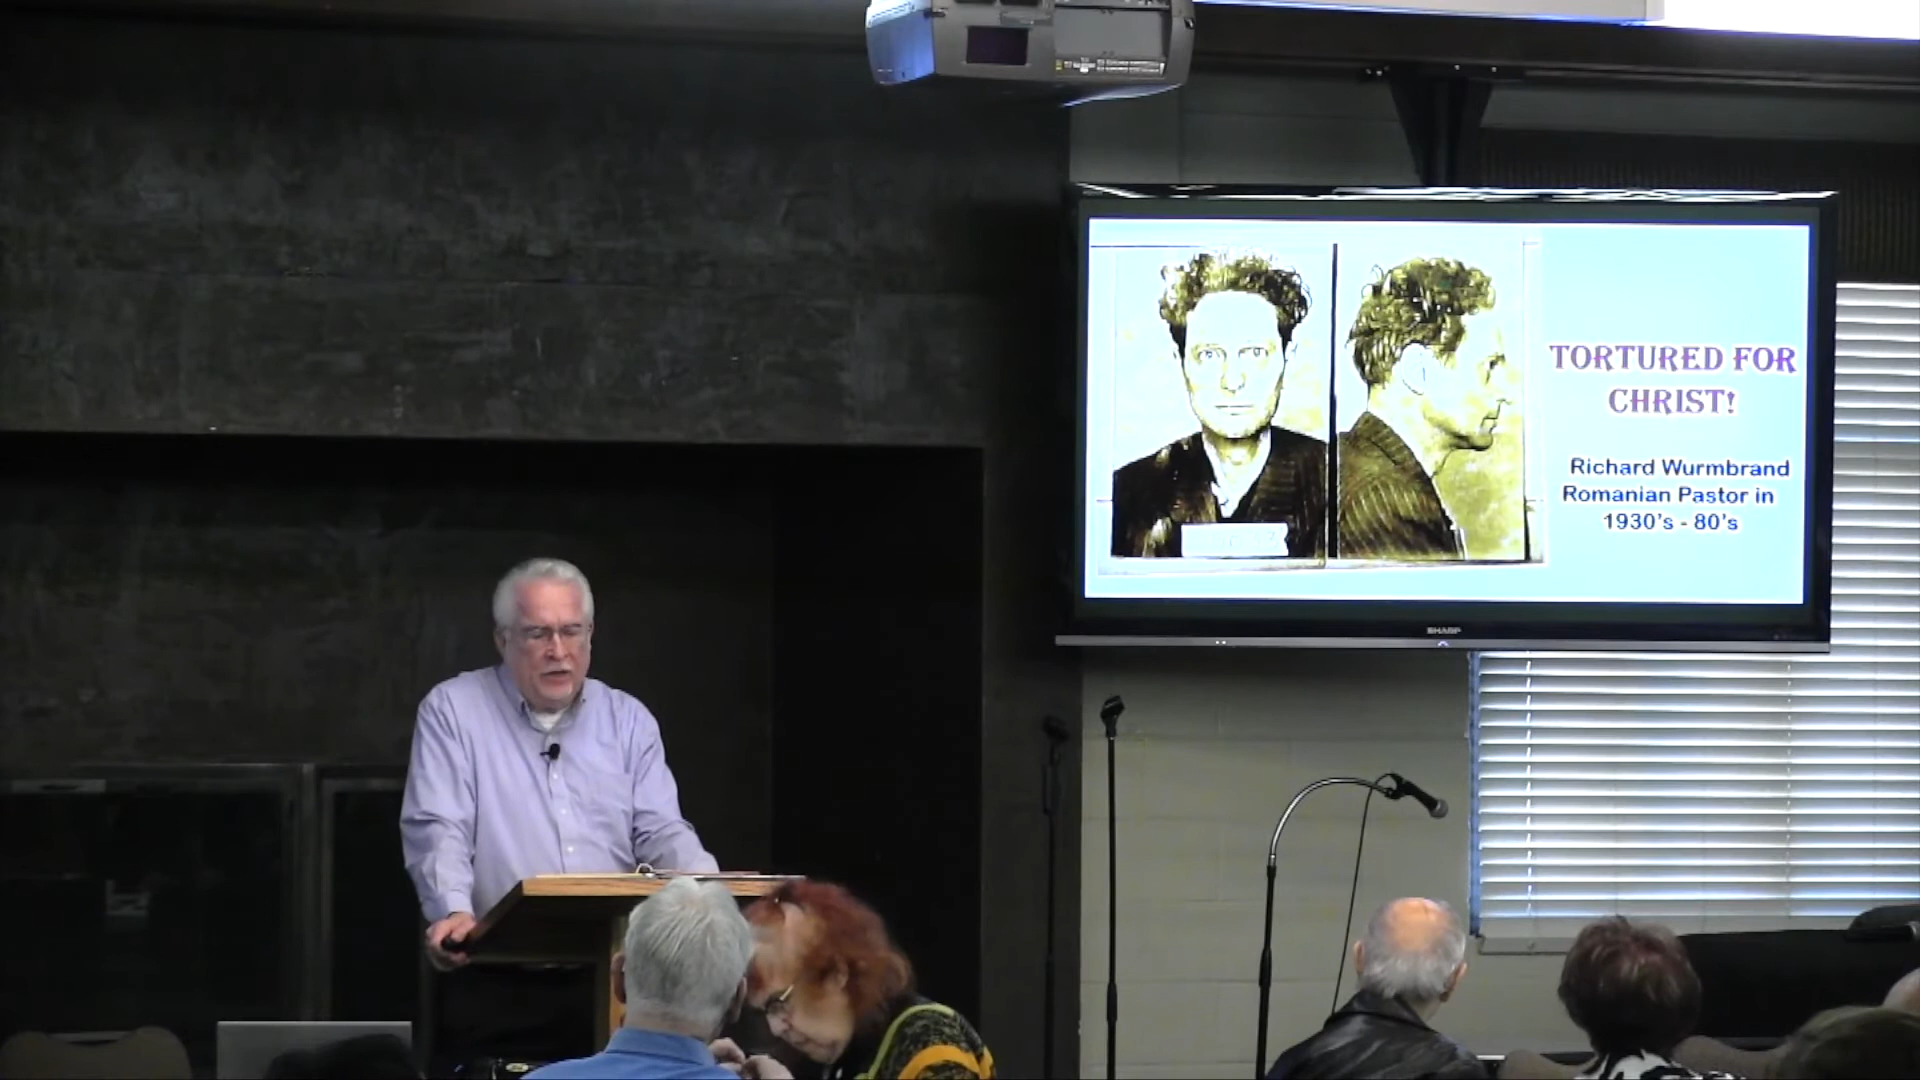 TORTURED FOR
CHRIST!
Richard Wurmbrand
Romanian Pastor in
1930's - 80's
SHARP